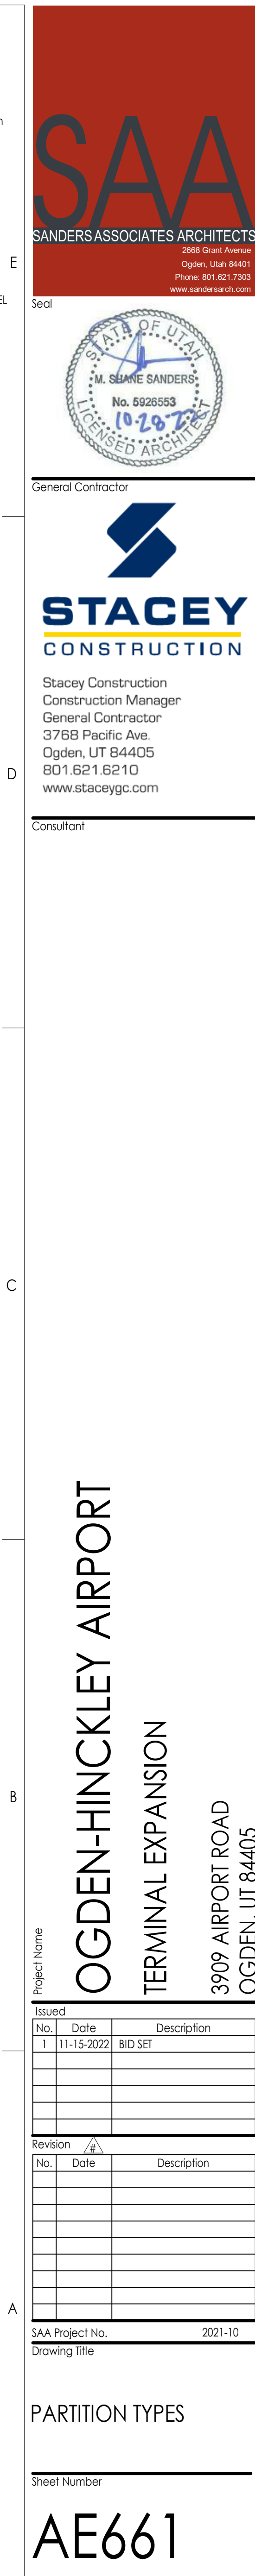 SAA
SANDERS ASSOCIATES ARCHITECTS
2668 Grant Avenue
Ogden, Utah 84401
Phone: 801.621.7303
www.sandersarch.com
E
EL
Seal
STATE OF UTAH
M. SHANE SANDERS
No. 5926553
10-28-22
LICENSED ARCHITECT
General Contractor
STACEY
CONSTRUCTION
Stacey Construction
Construction Manager
General Contractor
3768 Pacific Ave.
Ogden, UT 84405
801.621.6210
www.staceygc.com
D
Consultant
C
B
Project Name
OGDEN-HINCKLEY AIRPORT
TERMINAL EXPANSION
3909 AIRPORT ROAD
OGDEN, UT 84405
Issued
No. Date Description
1 11-15-2022 BID SET
Revision #
No. Date Description
A
SAA Project No. 2021-10
Drawing Title
PARTITION TYPES
Sheet Number
AE661